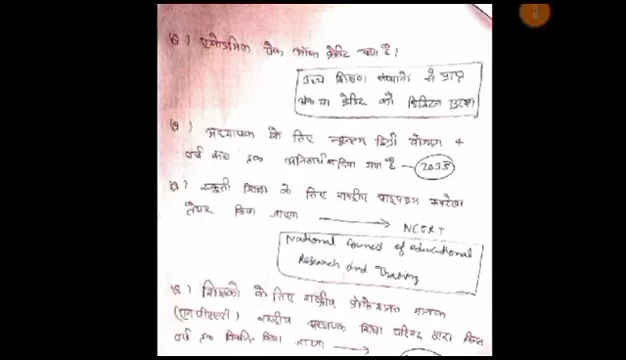 Q) एकेडमिक बैंक ऑफ क्रेडिट क्या है?
उच्च शिक्षण संस्थानों से प्राप्त
अंक या क्रेडिट को डिजिटल
Q) अध्यापक के लिए न्यूनतम डिग्री योग्यता 4
वर्ष कब तक अनिवार्य किया गया है — 2030
Q) स्कूली शिक्षा के लिए राष्ट्रीय पाठ्यक्रम रूपरेखा
तैयार किया जाएगा → NCERT
National Council of educational
Research and Training
Q) शिक्षकों के लिए राष्ट्रीय प्रोफेशनल मानक
(एनपीएसटी) राष्ट्रीय अध्यापक शिक्षा परिषद द्वारा किस
वर्ष तक विकसित किया जाएगा →